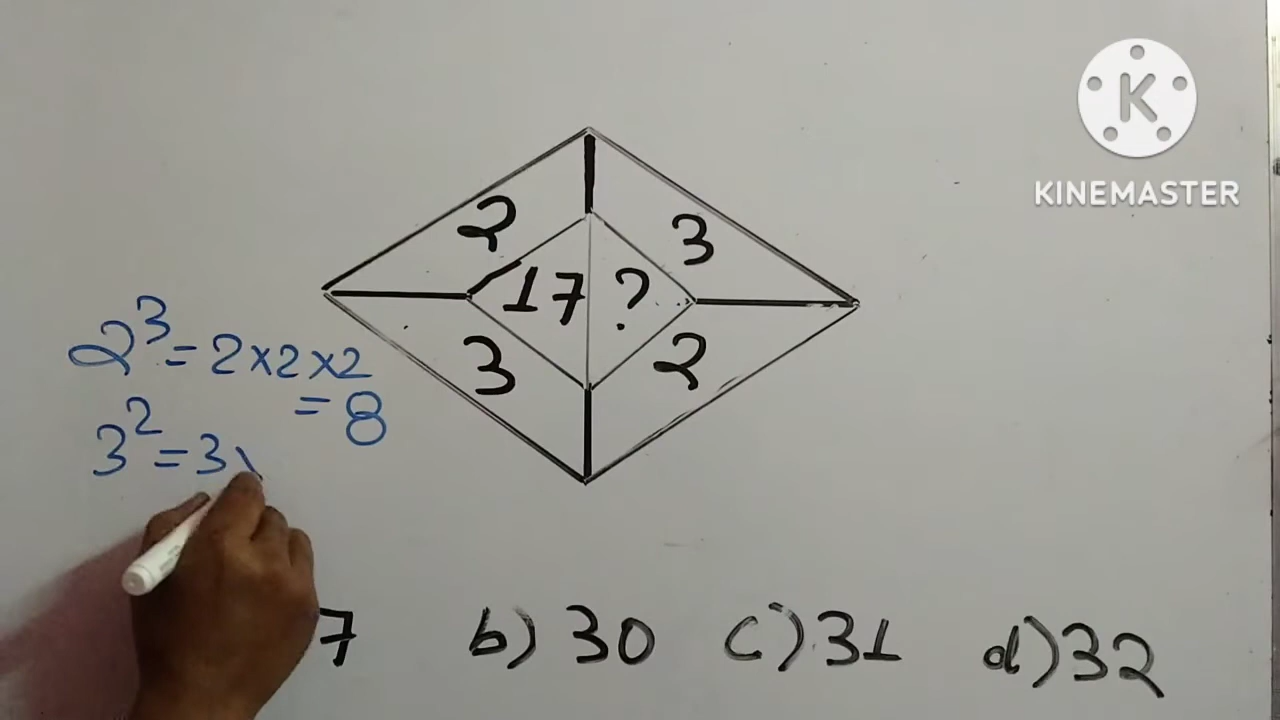 K
KINEMASTER
2 3
17 ?
3 2
2³ = 2×2×2
= 8
3² = 3
7 b) 30 c) 31 d) 32